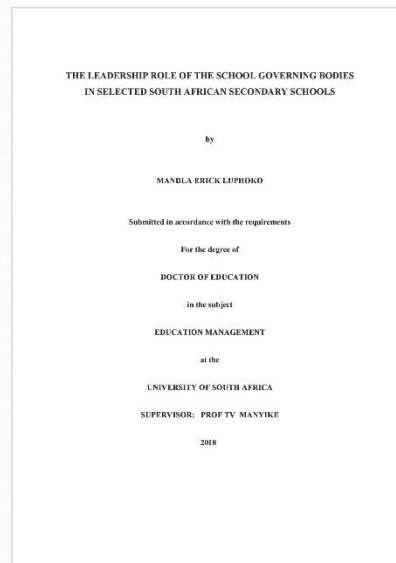 THE LEADERSHIP ROLE OF THE SCHOOL GOVERNING BODIES
IN SELECTED SOUTH AFRICAN SECONDARY SCHOOLS
by
MANDLA ERICK LUPHOKO
Submitted in accordance with the requirements
For the degree of
DOCTOR OF EDUCATION
in the subject
EDUCATION MANAGEMENT
at the
UNIVERSITY OF SOUTH AFRICA
SUPERVISOR: PROF TV MANYIKE
2018